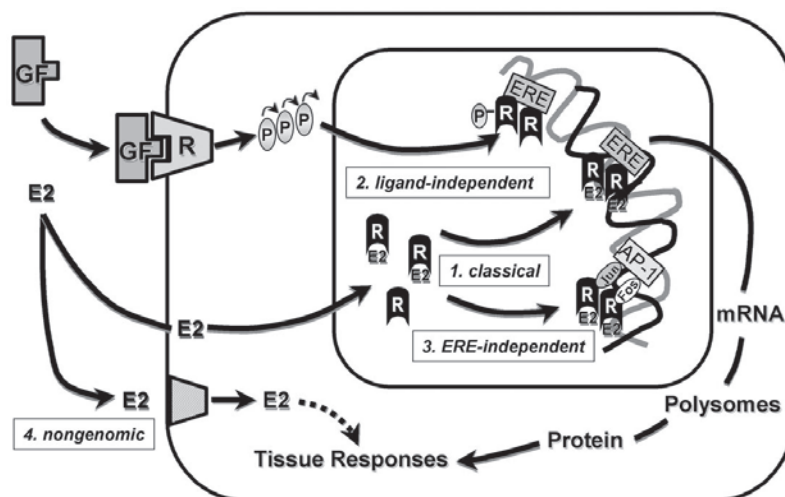 GF
GF R
P P P
P
R R
ERE
ERE
R R
E2 E2
2. ligand-independent
E2
R
E2
R
E2
R
1. classical
AP-1
Jun
Fos
R R
E2 E2
E2
3. ERE-independent
mRNA
E2
E2
4. nongenomic
Polysomes
Protein
Tissue Responses